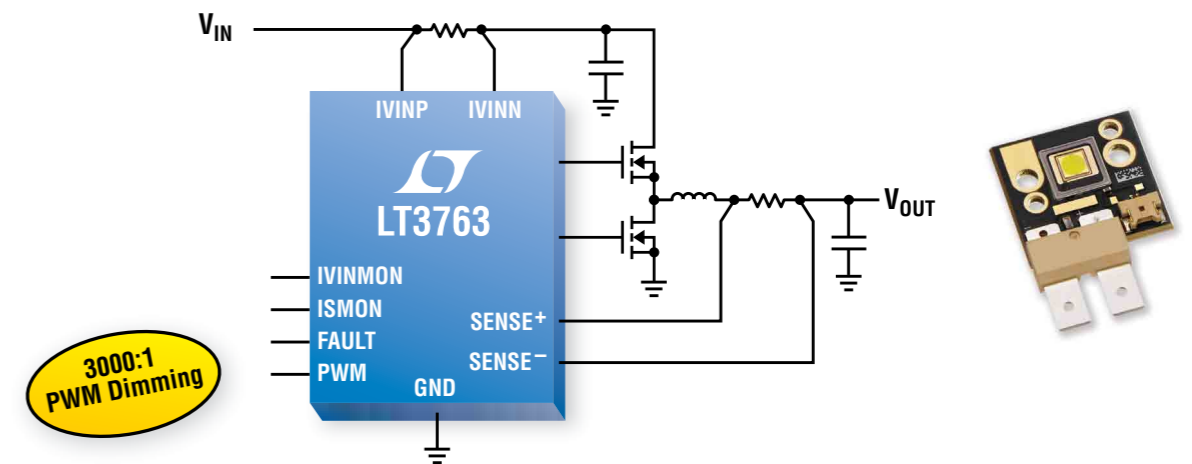 VIN
IVINP IVINN
LT3763
VOUT
IVINMON
ISMON
FAULT
PWM
SENSE+
SENSE−
GND
3000:1
PWM Dimming